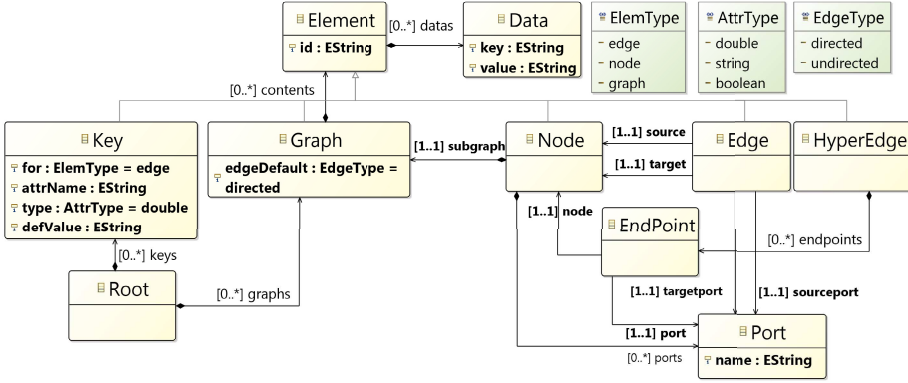 Element
id : EString
[0..*] datas
Data
key : EString
value : EString
ElemType
edge
node
graph
AttrType
double
string
boolean
EdgeType
directed
undirected
[0..*] contents
Key
for : ElemType = edge
attrName : EString
type : AttrType = double
defValue : EString
Graph
edgeDefault : EdgeType =
directed
[1..1] subgraph
Node
[1..1] source
[1..1] target
Edge
HyperEdge
[1..1] node
EndPoint
[0..*] endpoints
[0..*] keys
Root
[0..*] graphs
[1..1] targetport
[1..1] sourceport
[1..1] port
[0..*] ports
Port
name : EString